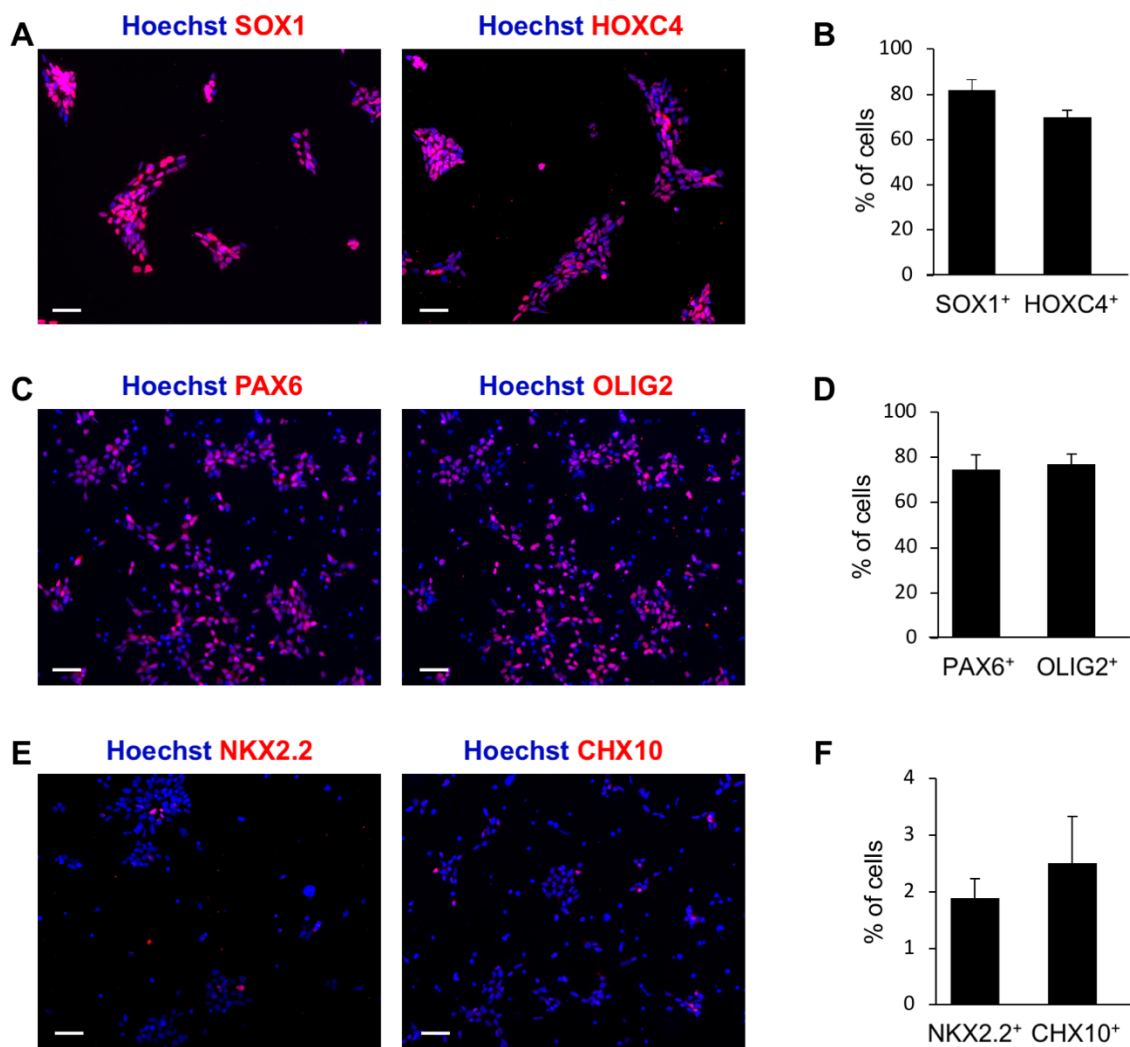 A
Hoechst SOX1
Hoechst HOXC4
B
100
80
60
40
20
0
% of cells
SOX1⁺ HOXC4⁺
C
Hoechst PAX6
Hoechst OLIG2
D
100
80
60
40
20
0
% of cells
PAX6⁺ OLIG2⁺
E
Hoechst NKX2.2
Hoechst CHX10
F
4
3
2
1
0
% of cells
NKX2.2⁺ CHX10⁺